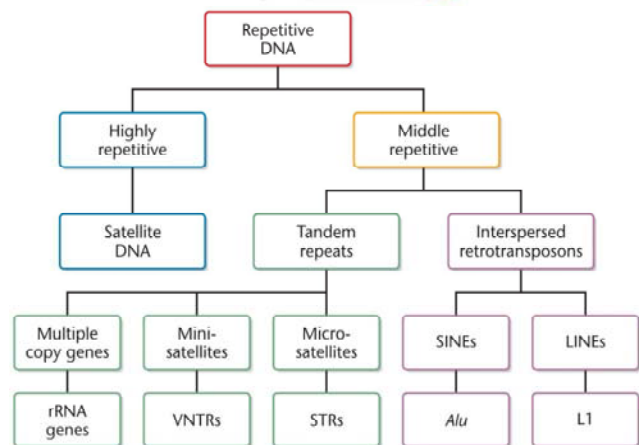 Repetitive
DNA
Highly
repetitive
Middle
repetitive
Satellite
DNA
Tandem
repeats
Interspersed
retrotransposons
Multiple
copy genes
Mini-
satellites
Micro-
satellites
SINEs
LINEs
rRNA
genes
VNTRs
STRs
Alu
L1